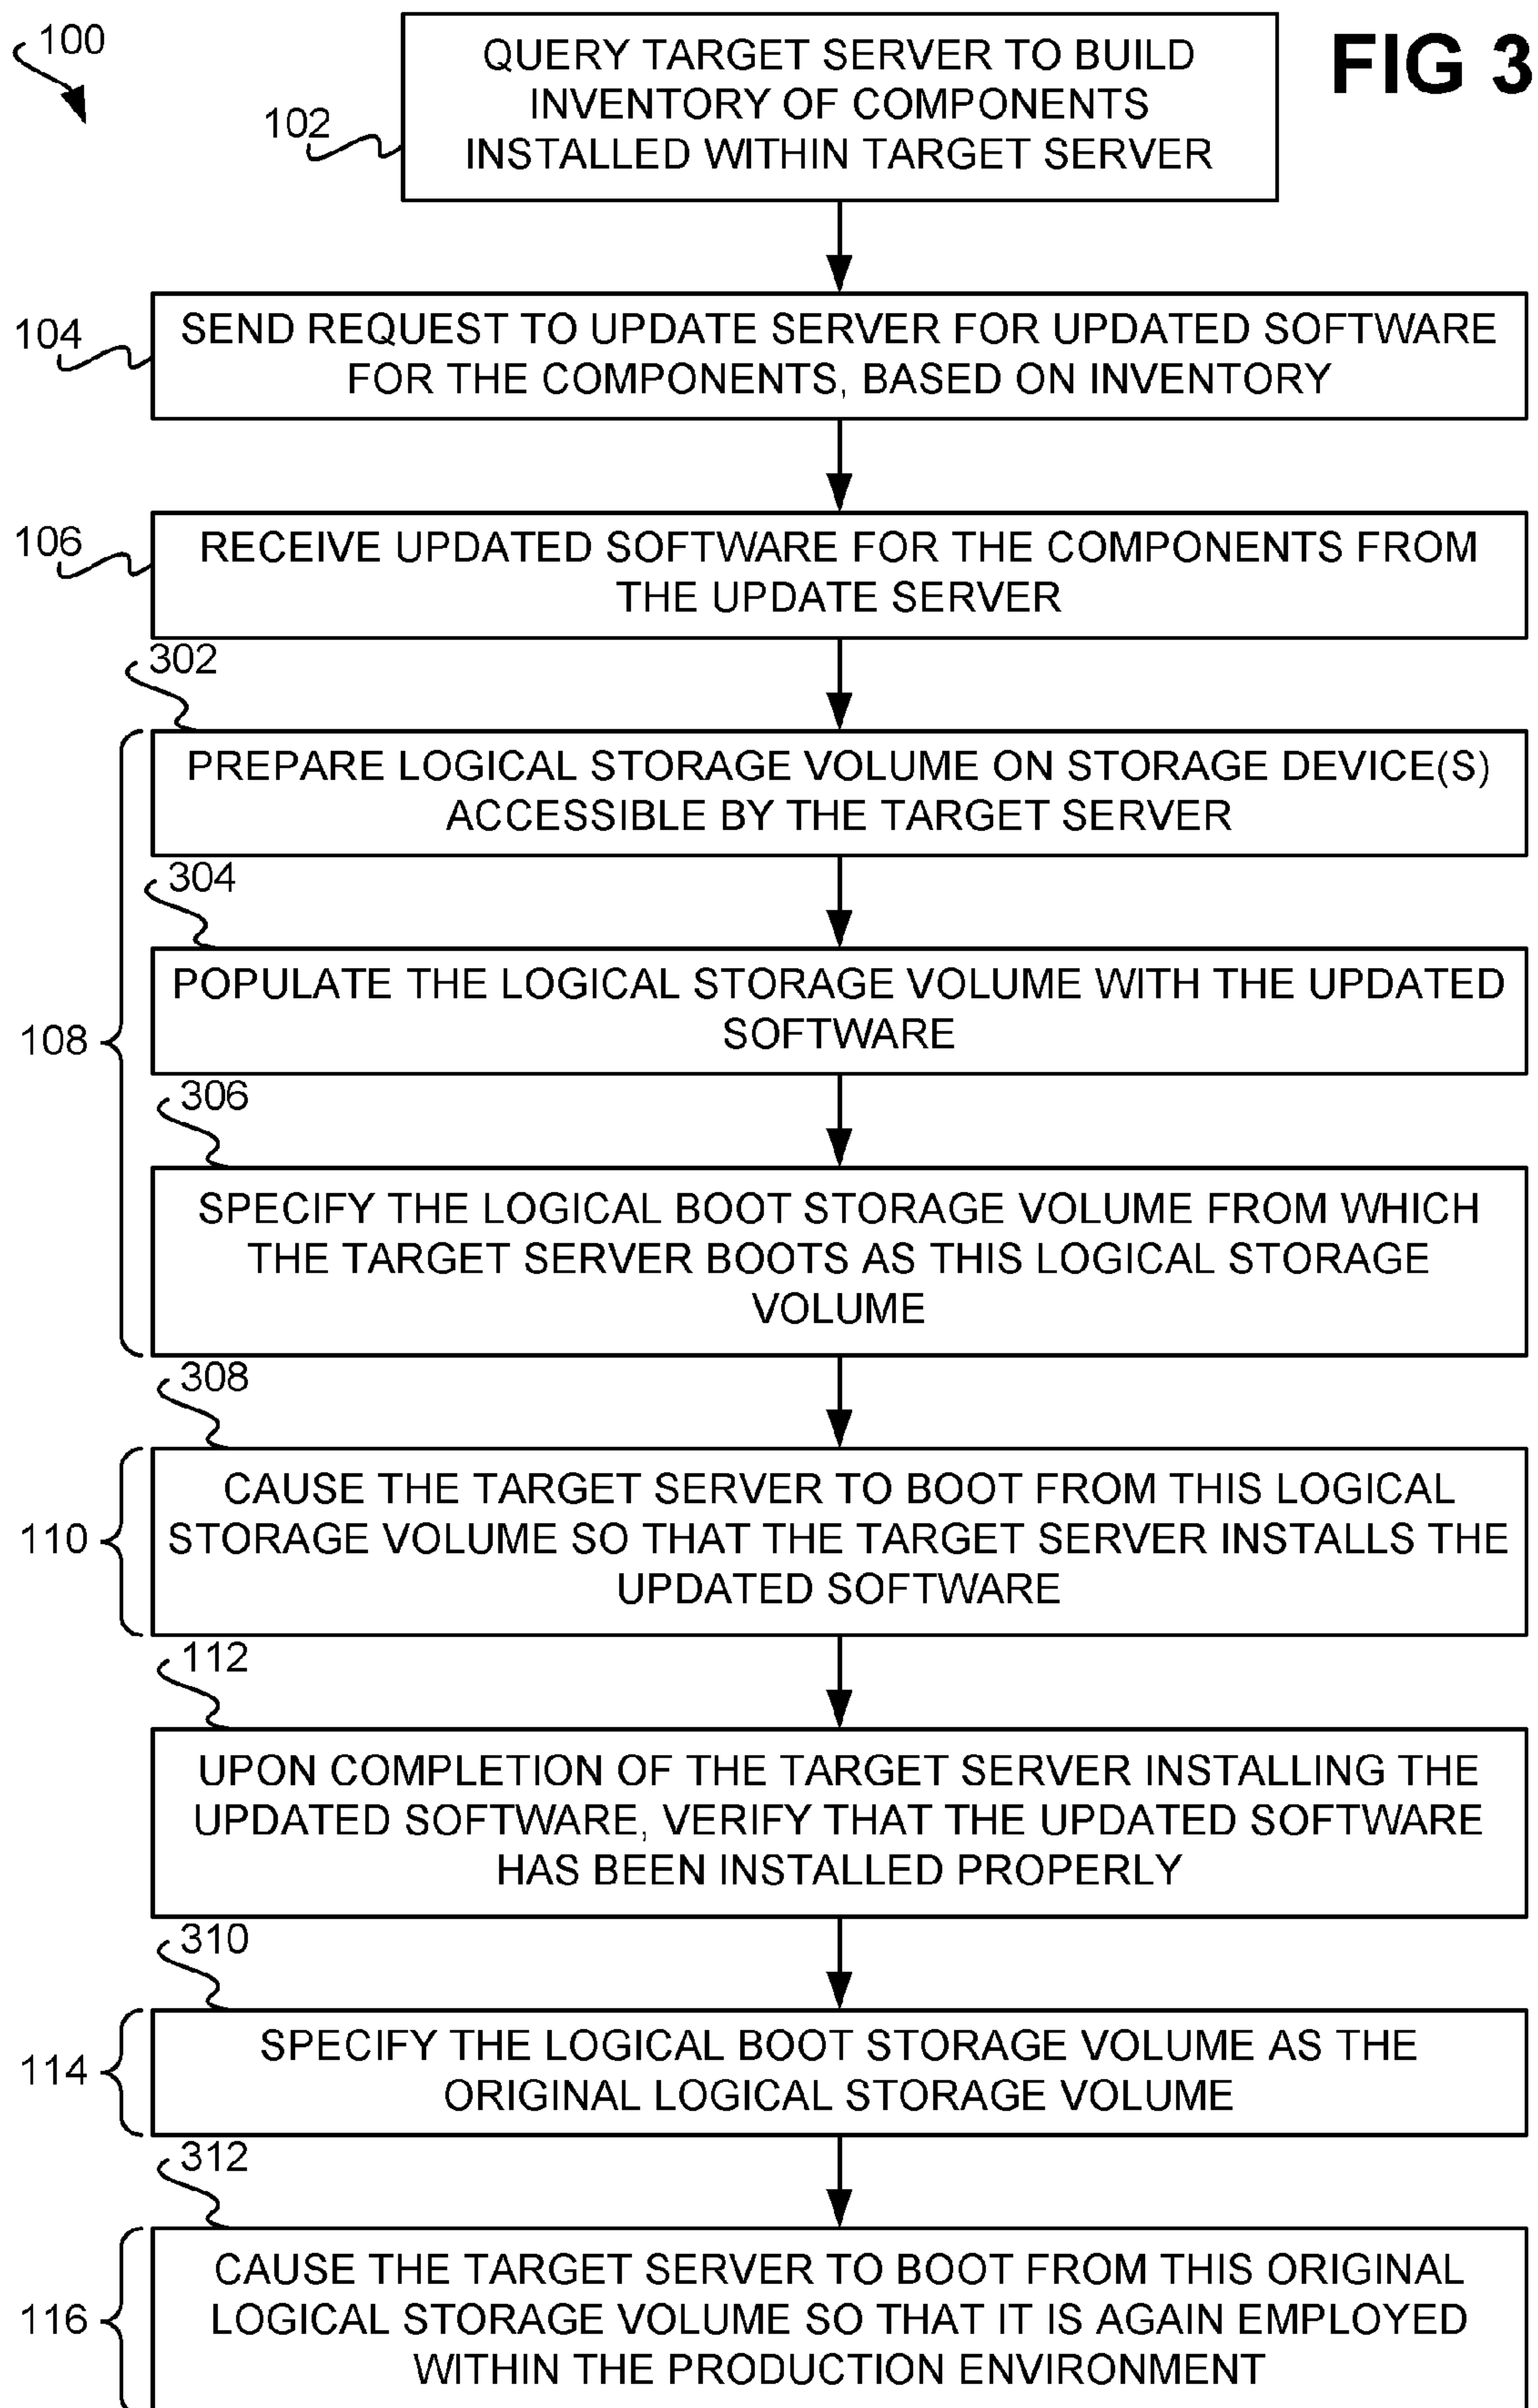 100
FIG 3
102
QUERY TARGET SERVER TO BUILD
INVENTORY OF COMPONENTS
INSTALLED WITHIN TARGET SERVER
104
SEND REQUEST TO UPDATE SERVER FOR UPDATED SOFTWARE
FOR THE COMPONENTS, BASED ON INVENTORY
106
RECEIVE UPDATED SOFTWARE FOR THE COMPONENTS FROM
THE UPDATE SERVER
302
PREPARE LOGICAL STORAGE VOLUME ON STORAGE DEVICE(S)
ACCESSIBLE BY THE TARGET SERVER
304
POPULATE THE LOGICAL STORAGE VOLUME WITH THE UPDATED
SOFTWARE
108
306
SPECIFY THE LOGICAL BOOT STORAGE VOLUME FROM WHICH
THE TARGET SERVER BOOTS AS THIS LOGICAL STORAGE
VOLUME
308
110
CAUSE THE TARGET SERVER TO BOOT FROM THIS LOGICAL
STORAGE VOLUME SO THAT THE TARGET SERVER INSTALLS THE
UPDATED SOFTWARE
112
UPON COMPLETION OF THE TARGET SERVER INSTALLING THE
UPDATED SOFTWARE, VERIFY THAT THE UPDATED SOFTWARE
HAS BEEN INSTALLED PROPERLY
310
114
SPECIFY THE LOGICAL BOOT STORAGE VOLUME AS THE
ORIGINAL LOGICAL STORAGE VOLUME
312
116
CAUSE THE TARGET SERVER TO BOOT FROM THIS ORIGINAL
LOGICAL STORAGE VOLUME SO THAT IT IS AGAIN EMPLOYED
WITHIN THE PRODUCTION ENVIRONMENT